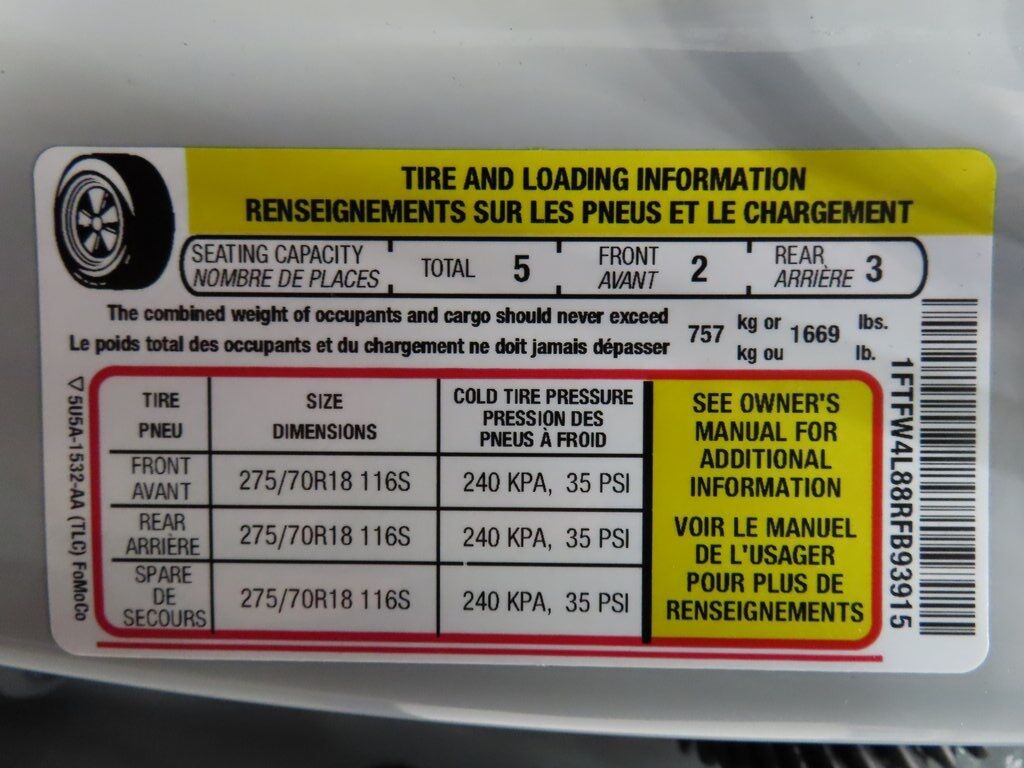 TIRE AND LOADING INFORMATION
RENSEIGNEMENTS SUR LES PNEUS ET LE CHARGEMENT
SEATING CAPACITY
NOMBRE DE PLACES
TOTAL 5
FRONT
AVANT
2
REAR
ARRIÈRE
3
The combined weight of occupants and cargo should never exceed
Le poids total des occupants et du chargement ne doit jamais dépasser
757
kg or
kg ou
1669
lbs.
lb.
TIRE
PNEU
SIZE
DIMENSIONS
COLD TIRE PRESSURE
PRESSION DES
PNEUS À FROID
FRONT
AVANT
275/70R18 116S
240 KPA, 35 PSI
REAR
ARRIÈRE
275/70R18 116S
240 KPA, 35 PSI
SPARE
DE
SECOURS
275/70R18 116S
240 KPA, 35 PSI
SEE OWNER'S
MANUAL FOR
ADDITIONAL
INFORMATION
VOIR LE MANUEL
DE L'USAGER
POUR PLUS DE
RENSEIGNEMENTS
1FTFW4L88RFB93915
5U5A-1532-AA (TLC) FoMoCo